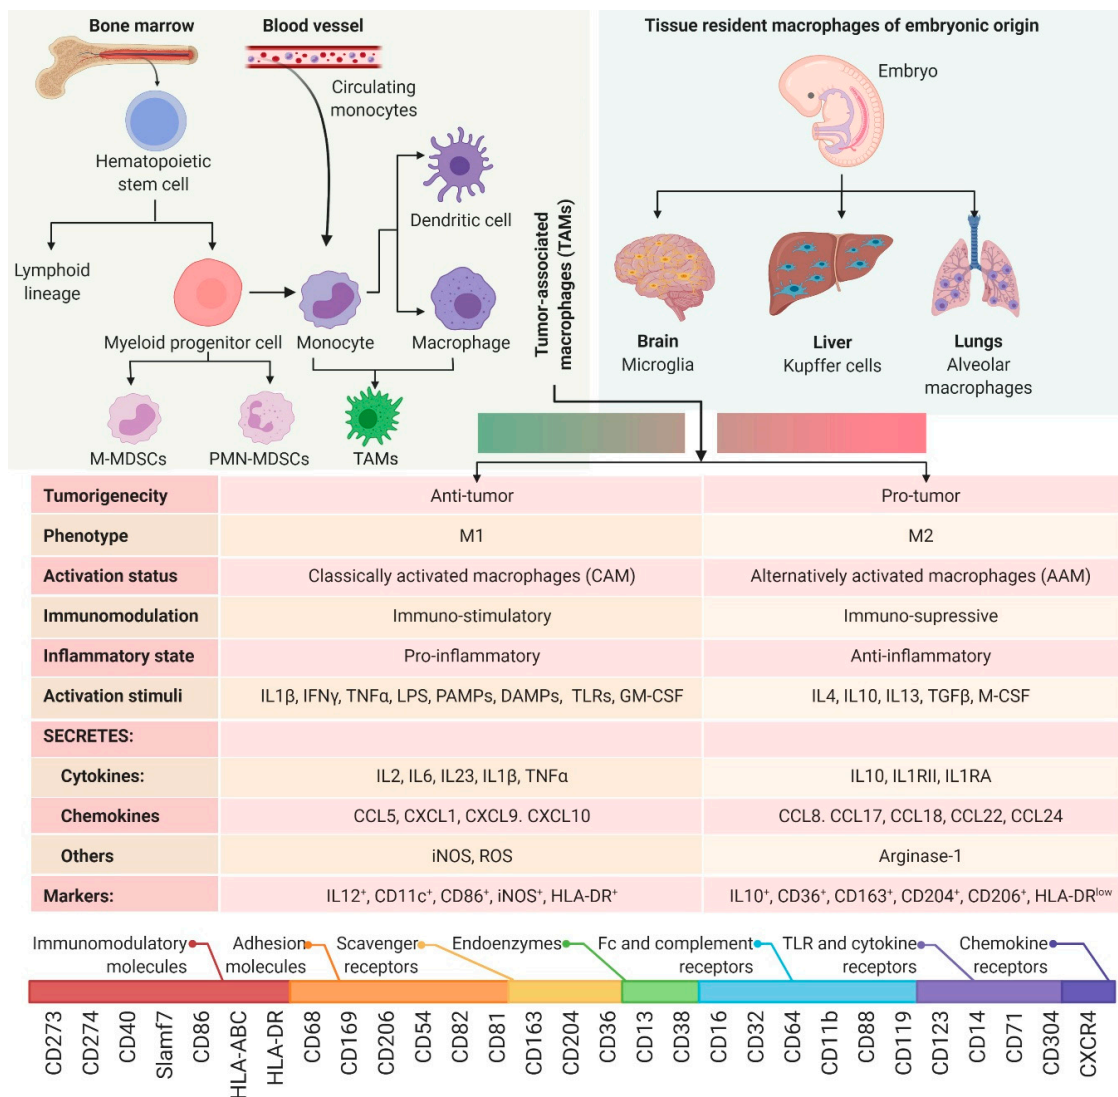 Bone marrow
Blood vessel
Circulating
monocytes
Hematopoietic
stem cell
Dendritic cell
Lymphoid
lineage
Myeloid progenitor cell
Monocyte
Macrophage
M-MDSCs
PMN-MDSCs
TAMs
Tumor-associated
macrophages (TAMs)
Tissue resident macrophages of embryonic origin
Embryo
Brain
Microglia
Liver
Kupffer cells
Lungs
Alveolar
macrophages
Tumorigenecity Anti-tumor Pro-tumor
Phenotype M1 M2
Activation status Classically activated macrophages (CAM) Alternatively activated macrophages (AAM)
Immunomodulation Immuno-stimulatory Immuno-supressive
Inflammatory state Pro-inflammatory Anti-inflammatory
Activation stimuli IL1β, IFNγ, TNFα, LPS, PAMPs, DAMPs, TLRs, GM-CSF IL4, IL10, IL13, TGFβ, M-CSF
SECRETES:
Cytokines: IL2, IL6, IL23, IL1β, TNFα IL10, IL1RII, IL1RA
Chemokines CCL5, CXCL1, CXCL9. CXCL10 CCL8. CCL17, CCL18, CCL22, CCL24
Others iNOS, ROS Arginase-1
Markers: IL12⁺, CD11c⁺, CD86⁺, iNOS⁺, HLA-DR⁺ IL10⁺, CD36⁺, CD163⁺, CD204⁺, CD206⁺, HLA-DRˡᵒʷ
Immunomodulatory
molecules
Adhesion
molecules
Scavenger
receptors
Endoenzymes
Fc and complement
receptors
TLR and cytokine
receptors
Chemokine
receptors
CD273
CD274
CD40
Slamf7
CD86
HLA-ABC
HLA-DR
CD68
CD169
CD206
CD54
CD82
CD81
CD163
CD204
CD36
CD13
CD38
CD16
CD32
CD64
CD11b
CD88
CD119
CD123
CD14
CD71
CD304
CXCR4